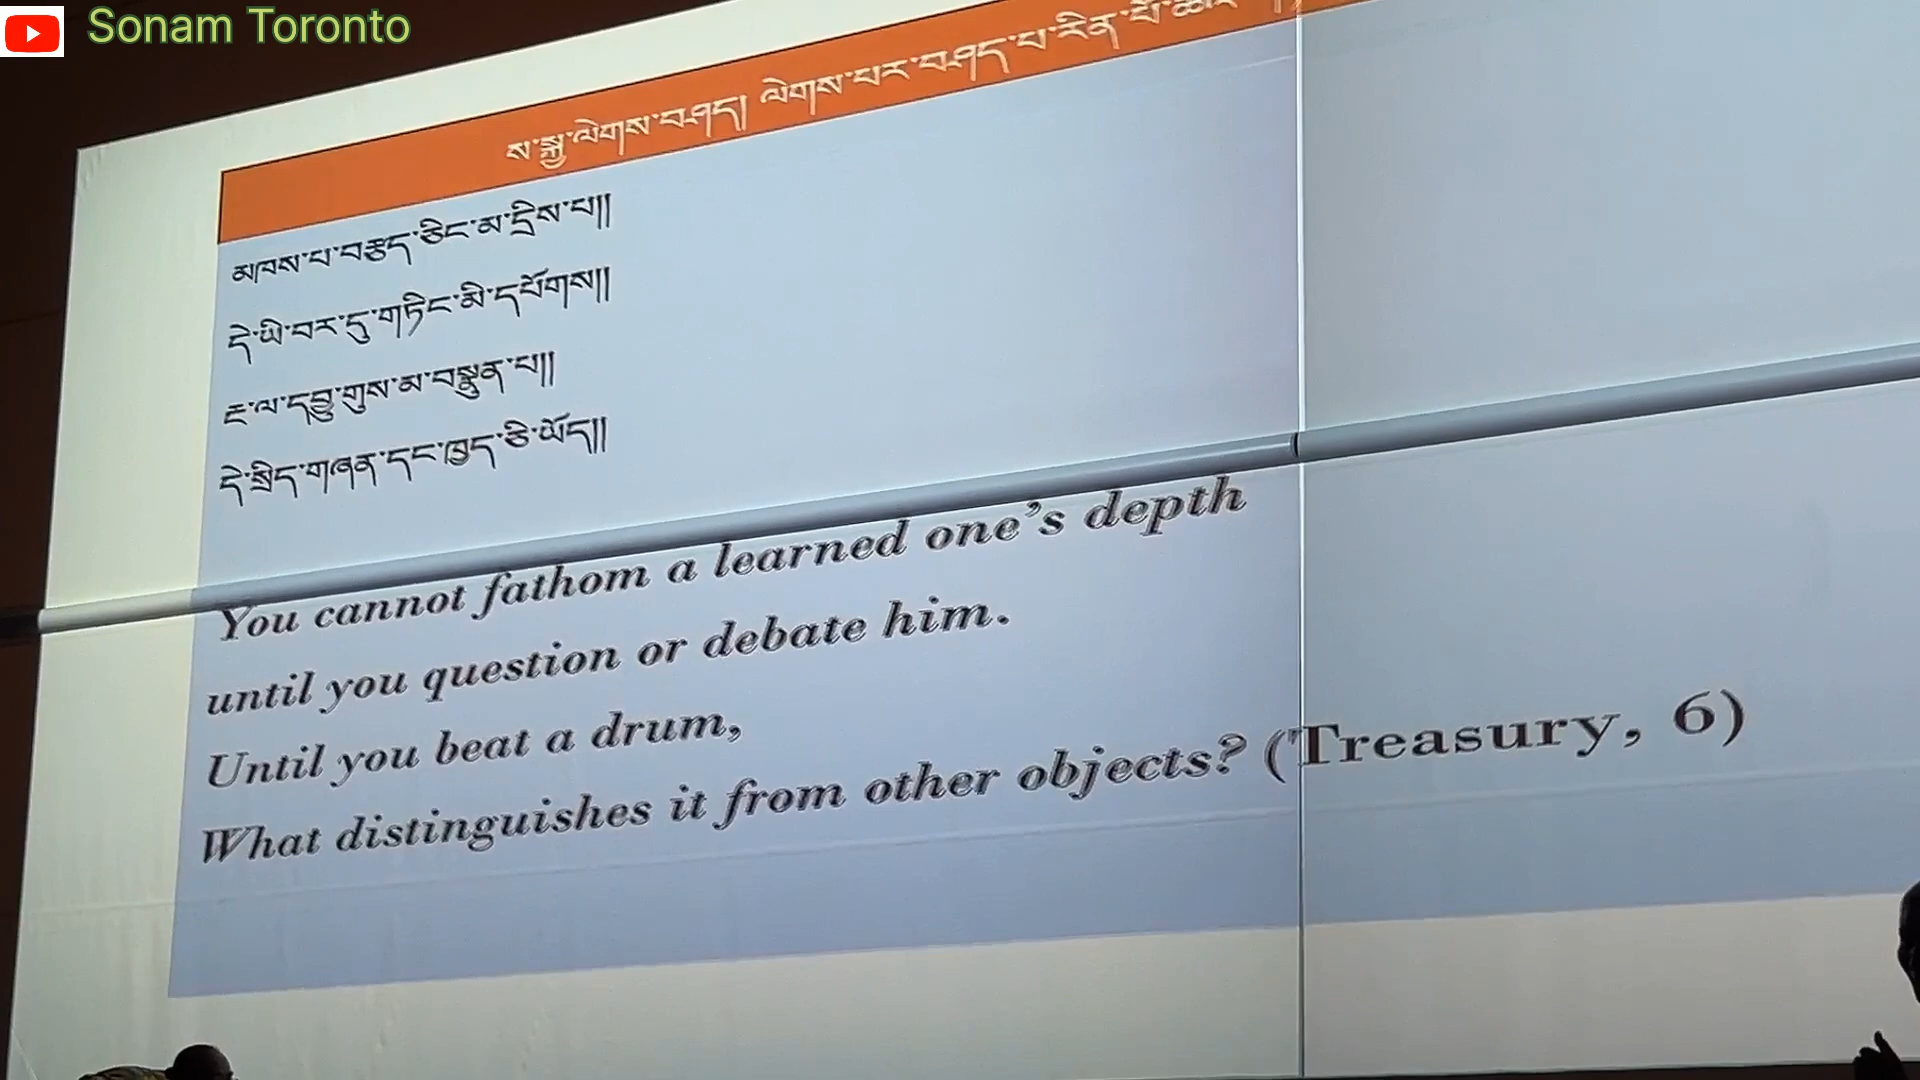 Sonam Toronto
ས་སྐྱ་ལེགས་བཤད། ལེགས་པར་བཤད་པ་རིན་པོ་ཆེའི་
མཁས་པ་བརྩད་ཅིང་མ་དྲིས་པ།།
དེ་ཡི་བར་དུ་གཏིང་མི་དཔོགས།།
རྔ་ལ་དབྱུ་གུས་མ་བསྣུན་པ།།
དེ་སྲིད་གཞན་དང་ཁྱད་ཅི་ཡོད།།
You cannot fathom a learned one's depth
until you question or debate him.
Until you beat a drum,
What distinguishes it from other objects? (Treasury, 6)